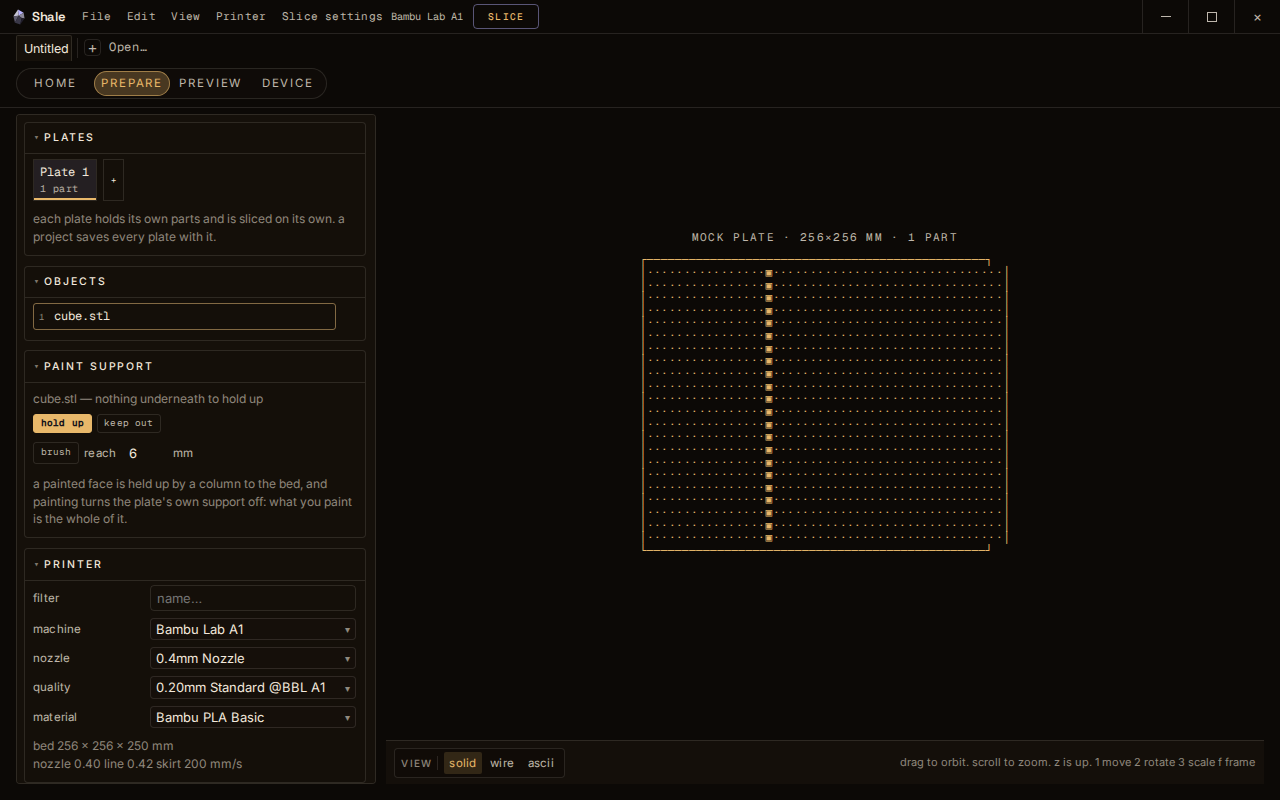 Shale File Edit View Printer Slice settings Bambu Lab A1 SLICE
Untitled + Open…
HOME PREPARE PREVIEW DEVICE
PLATES
Plate 1
1 part
+
each plate holds its own parts and is sliced on its own. a
project saves every plate with it.
OBJECTS
1 cube.stl
PAINT SUPPORT
cube.stl — nothing underneath to hold up
hold up keep out
brush reach 6 mm
a painted face is held up by a column to the bed, and
painting turns the plate's own support off: what you paint
is the whole of it.
PRINTER
filter name...
machine Bambu Lab A1
nozzle 0.4mm Nozzle
quality 0.20mm Standard @BBL A1
material Bambu PLA Basic
bed 256 × 256 × 250 mm
nozzle 0.40 line 0.42 skirt 200 mm/s
MOCK PLATE · 256×256 MM · 1 PART
VIEW solid wire ascii
drag to orbit. scroll to zoom. z is up. 1 move 2 rotate 3 scale f frame